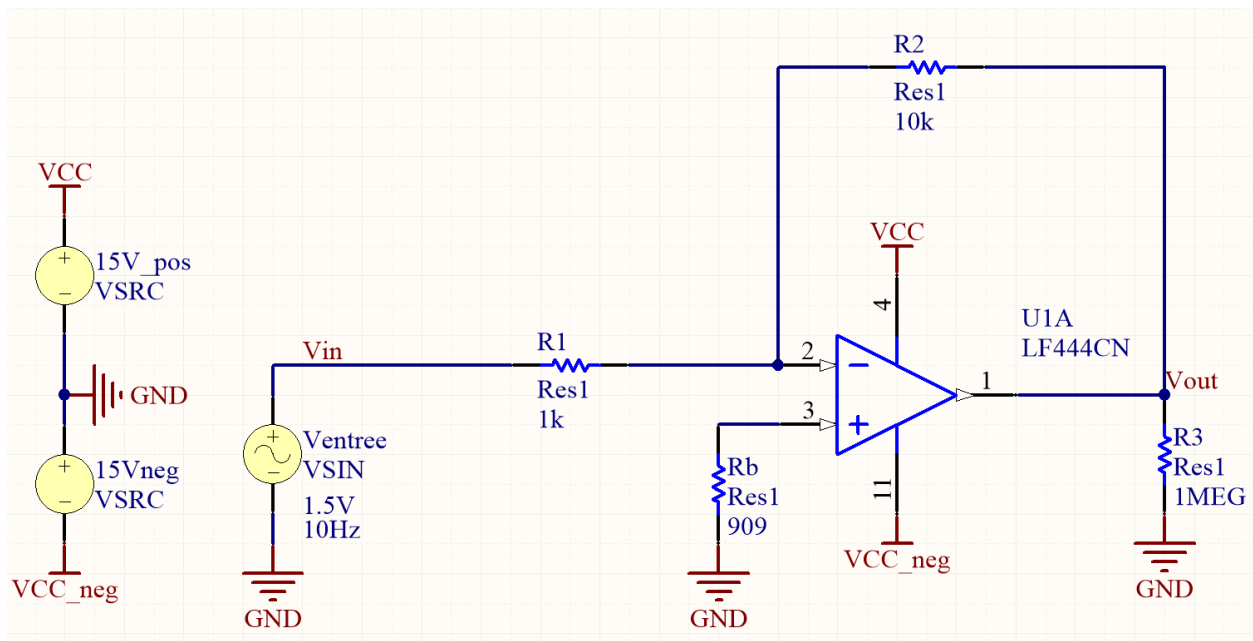 R2
Res1
10k
VCC
15V_pos
VSRC
GND
15Vneg
VSRC
VCC_neg
Vin
Ventree
VSIN
1.5V
10Hz
GND
R1
Res1
1k
2
3
Rb
Res1
909
GND
VCC
4
U1A
LF444CN
1
11
VCC_neg
Vout
R3
Res1
1MEG
GND